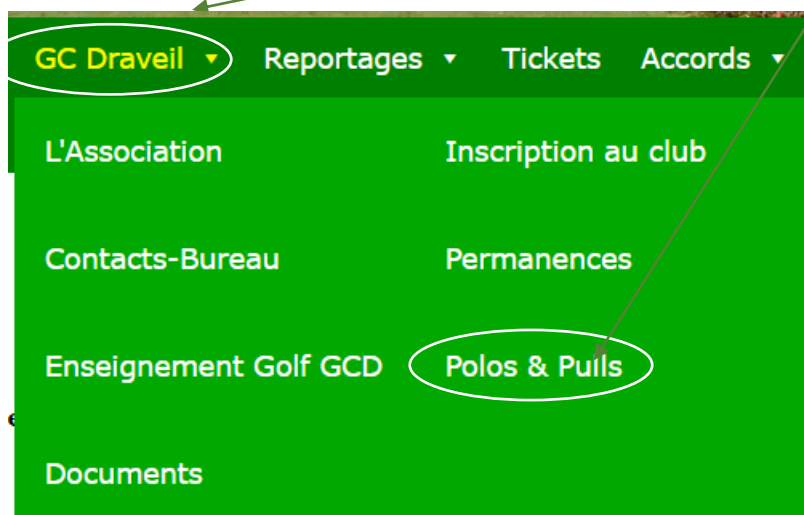 GC Draveil ▾ Reportages ▾ Tickets Accords ▾
L'Association Inscription au club
Contacts-Bureau Permanences
Enseignement Golf GCD Polos & Pulls
Documents